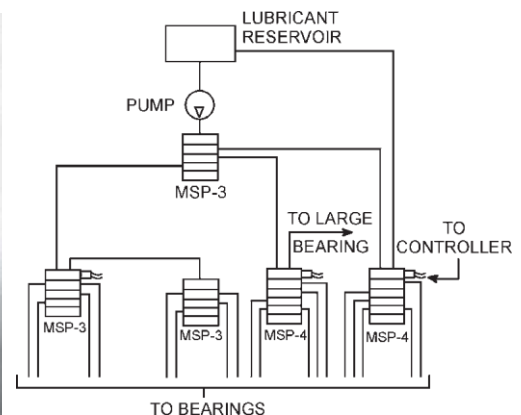 LUBRICANT
RESERVOIR
PUMP
MSP-3
TO LARGE
BEARING
TO
CONTROLLER
MSP-3
MSP-3
MSP-4
MSP-4
TO BEARINGS